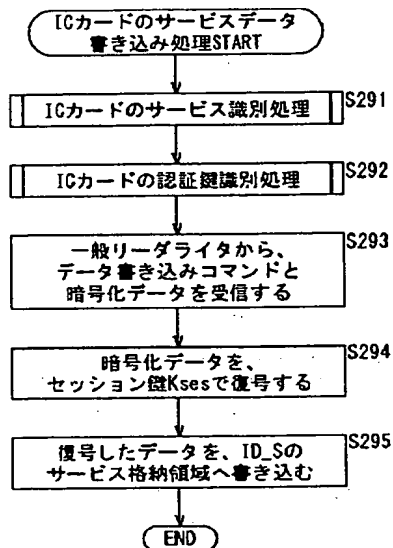 ICカードのサービスデータ
書き込み処理START
ICカードのサービス識別処理
S291
ICカードの認証鍵識別処理
S292
一般リーダライタから、
データ書き込みコマンドと
暗号化データを受信する
S293
暗号化データを、
セッション鍵Ksesで復号する
S294
復号したデータを、ID_Sの
サービス格納領域へ書き込む
S295
END